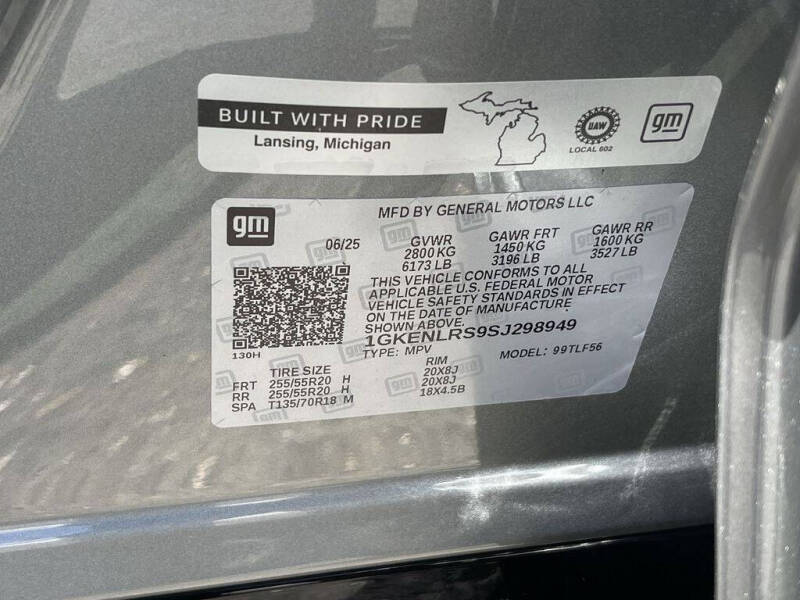 BUILT WITH PRIDE
Lansing, Michigan
UAW
LOCAL 602
gm
gm
MFD BY GENERAL MOTORS LLC
06/25 GVWR GAWR FRT GAWR RR
2800 KG 1450 KG 1600 KG
6173 LB 3196 LB 3527 LB
THIS VEHICLE CONFORMS TO ALL
APPLICABLE U.S. FEDERAL MOTOR
VEHICLE SAFETY STANDARDS IN EFFECT
ON THE DATE OF MANUFACTURE
SHOWN ABOVE.
1GKENLRS9SJ298949
130H
TYPE: MPV MODEL: 99TLF56
TIRE SIZE RIM
FRT 255/55R20 H 20X8J
RR 255/55R20 H 20X8J
SPA T135/70R18 M 18X4.5B